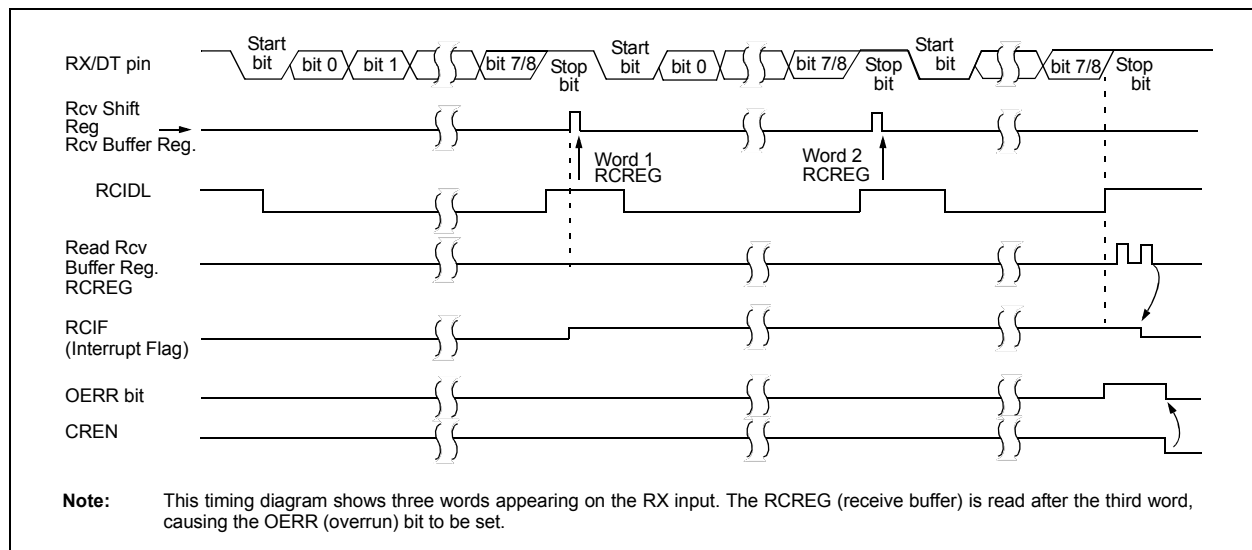 RX/DT pin
Start
bit
bit 0
bit 1
bit 7/8
Stop
bit
Start
bit
bit 0
bit 7/8
Stop
bit
Start
bit
bit 7/8
Stop
bit
Rcv Shift
Reg
Rcv Buffer Reg.
Word 1
RCREG
Word 2
RCREG
RCIDL
Read Rcv
Buffer Reg.
RCREG
RCIF
(Interrupt Flag)
OERR bit
CREN
Note: This timing diagram shows three words appearing on the RX input. The RCREG (receive buffer) is read after the third word,
causing the OERR (overrun) bit to be set.